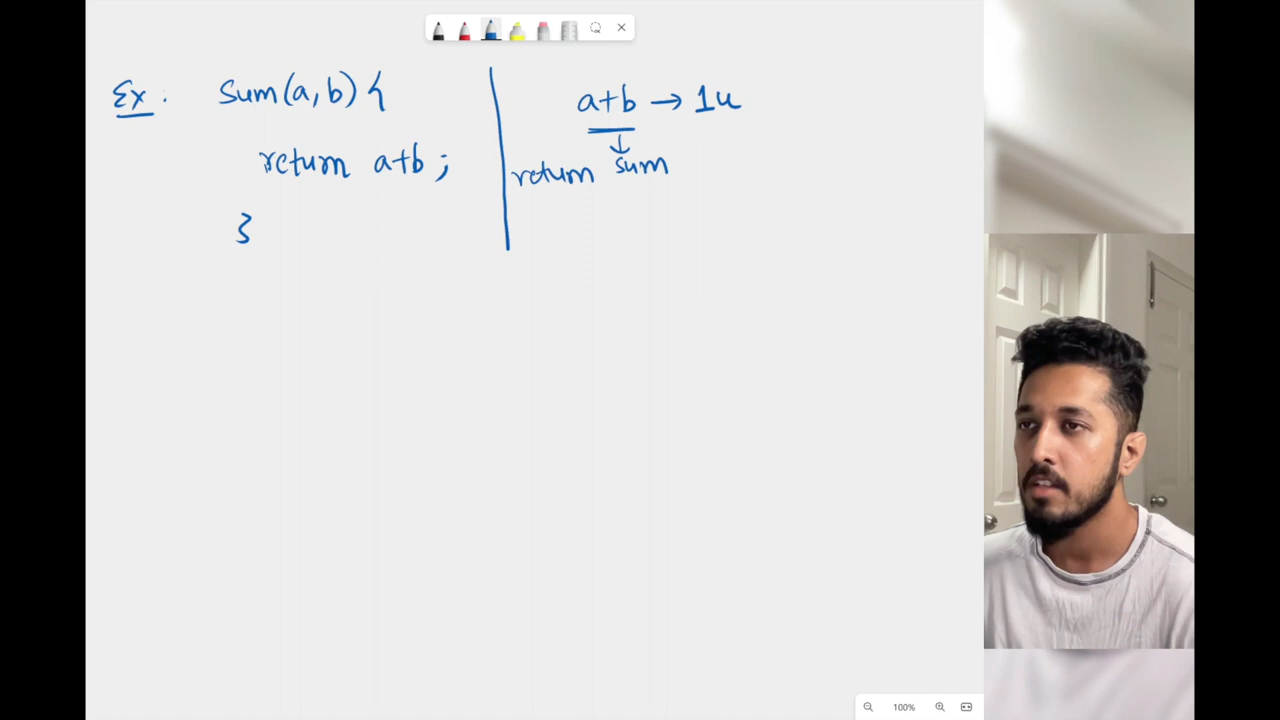 Ex : Sum(a, b) {
return a+b ;
}
a+b → 1u
↓
return sum
100%